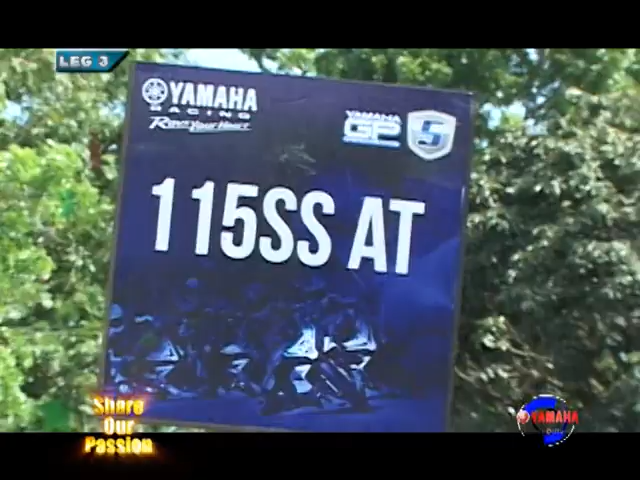 LEG 3
YAMAHA
RACING
Revs Your Heart
YAMAHA
GP
5
115SS AT
Share
Our
Passion
YAMAHA